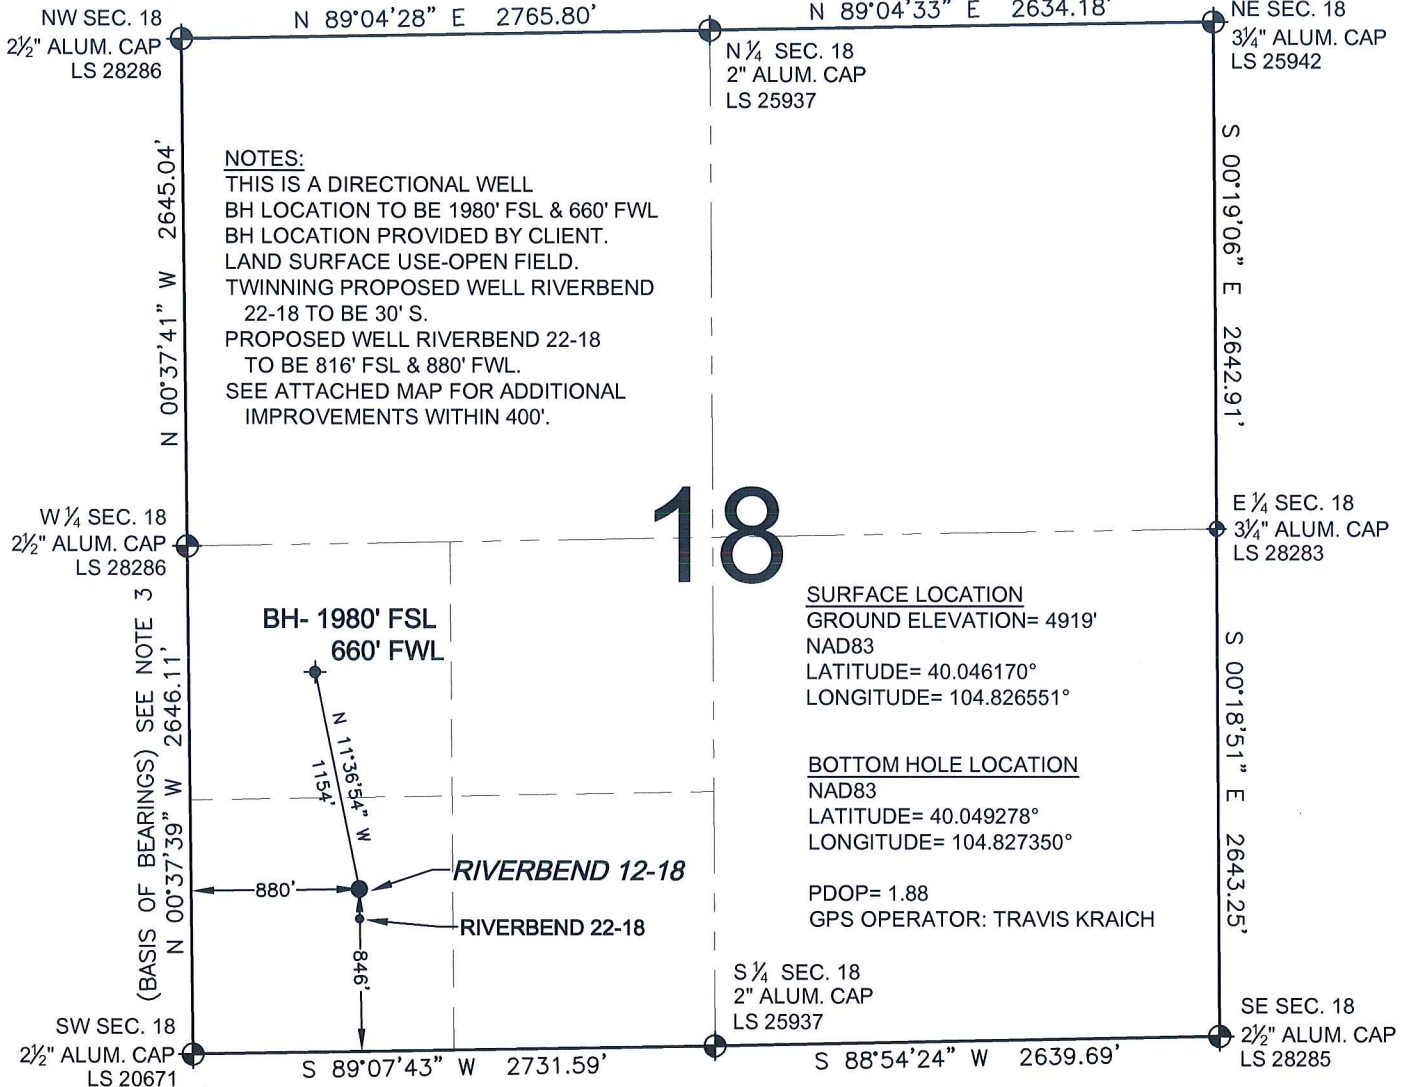 NW SEC. 18
2½" ALUM. CAP
LS 28286
N 89°04'28" E 2765.80'
N 89°04'33" E 2634.18'
NE SEC. 18
3¼" ALUM. CAP
LS 25942
N ¼ SEC. 18
2" ALUM. CAP
LS 25937
N 00°37'41" W 2645.04'
S 00°19'06" E 2642.91'
NOTES:
THIS IS A DIRECTIONAL WELL
BH LOCATION TO BE 1980' FSL & 660' FWL
BH LOCATION PROVIDED BY CLIENT.
LAND SURFACE USE-OPEN FIELD.
TWINNING PROPOSED WELL RIVERBEND
22-18 TO BE 30' S.
PROPOSED WELL RIVERBEND 22-18
TO BE 816' FSL & 880' FWL.
SEE ATTACHED MAP FOR ADDITIONAL
IMPROVEMENTS WITHIN 400'.
W ¼ SEC. 18
2½" ALUM. CAP
LS 28286
18
E ¼ SEC. 18
3¼" ALUM. CAP
LS 28283
(BASIS OF BEARINGS) SEE NOTE 3
N 00°37'39" W 2646.11'
BH- 1980' FSL
660' FWL
N 11°36'54" W
1154'
SURFACE LOCATION
GROUND ELEVATION= 4919'
NAD83
LATITUDE= 40.046170°
LONGITUDE= 104.826551°
BOTTOM HOLE LOCATION
NAD83
LATITUDE= 40.049278°
LONGITUDE= 104.827350°
PDOP= 1.88
GPS OPERATOR: TRAVIS KRAICH
S 00°18'51" E 2643.25'
880'
RIVERBEND 12-18
RIVERBEND 22-18
846'
S ¼ SEC. 18
2" ALUM. CAP
LS 25937
SW SEC. 18
2½" ALUM. CAP
LS 20671
S 89°07'43" W 2731.59'
S 88°54'24" W 2639.69'
SE SEC. 18
2½" ALUM. CAP
LS 28285